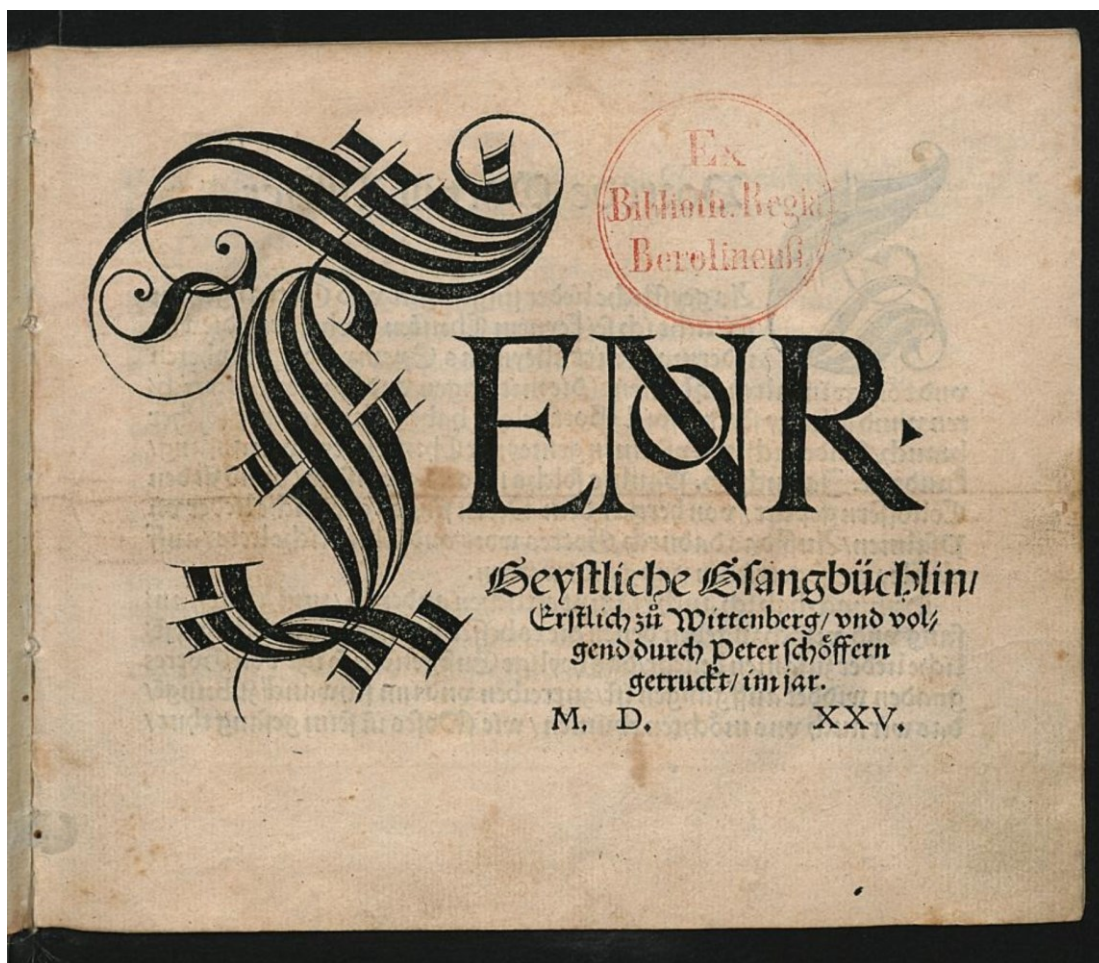 TENOR.
Ex
Biblioth. Regia
Berolinenſi.
Geyſtliche Gſangbüchlin/
Erſtlich zů Wittenberg/ vnd vol⸗
gend durch Peter ſchöffern
getruckt/ im jar.
M. D. XXV.